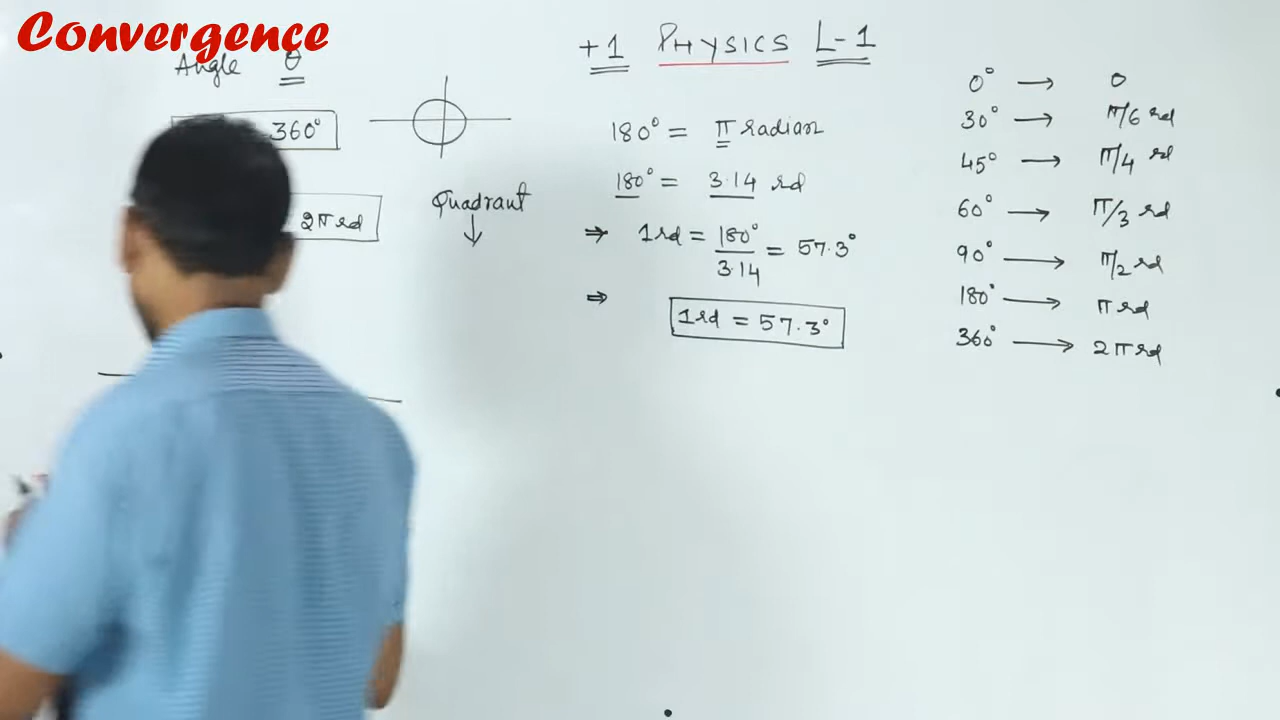 Convergence
+1 PHYSICS L-1
Angle θ
360°
2π rd
Quadrant
↓
180° = π radian
180° = 3.14 rd
⇒ 1 rd = 180°/3.14 = 57.3°
⇒ 1 rd = 57.3°
0° → 0
30° → π/6 rd
45° → π/4 rd
60° → π/3 rd
90° → π/2 rd
180° → π rd
360° → 2π rd